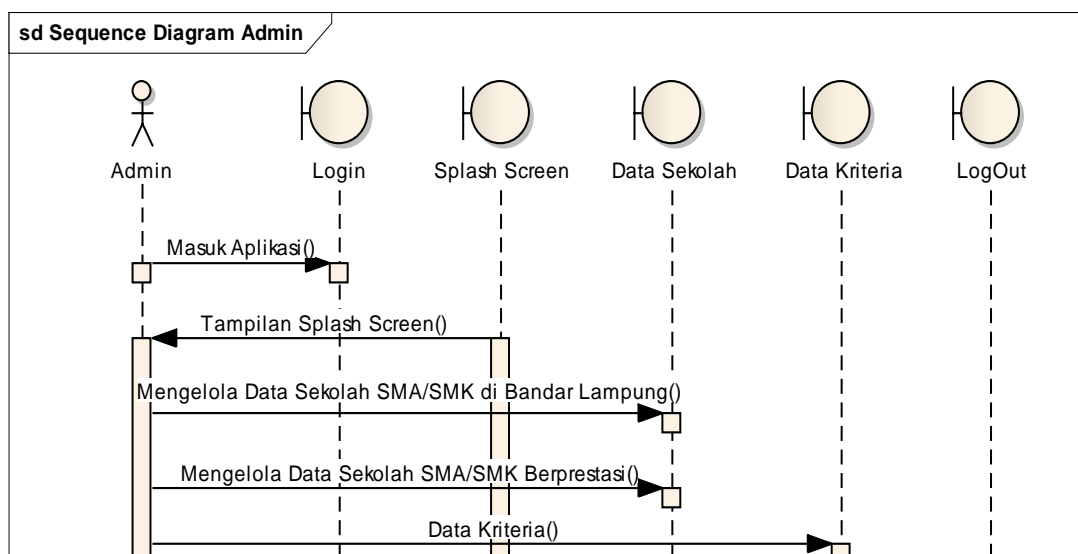 sd Sequence Diagram Admin
Admin
Login
Splash Screen
Data Sekolah
Data Kriteria
LogOut
Masuk Aplikasi()
Tampilan Splash Screen()
Mengelola Data Sekolah SMA/SMK di Bandar Lampung()
Mengelola Data Sekolah SMA/SMK Berprestasi()
Data Kriteria()